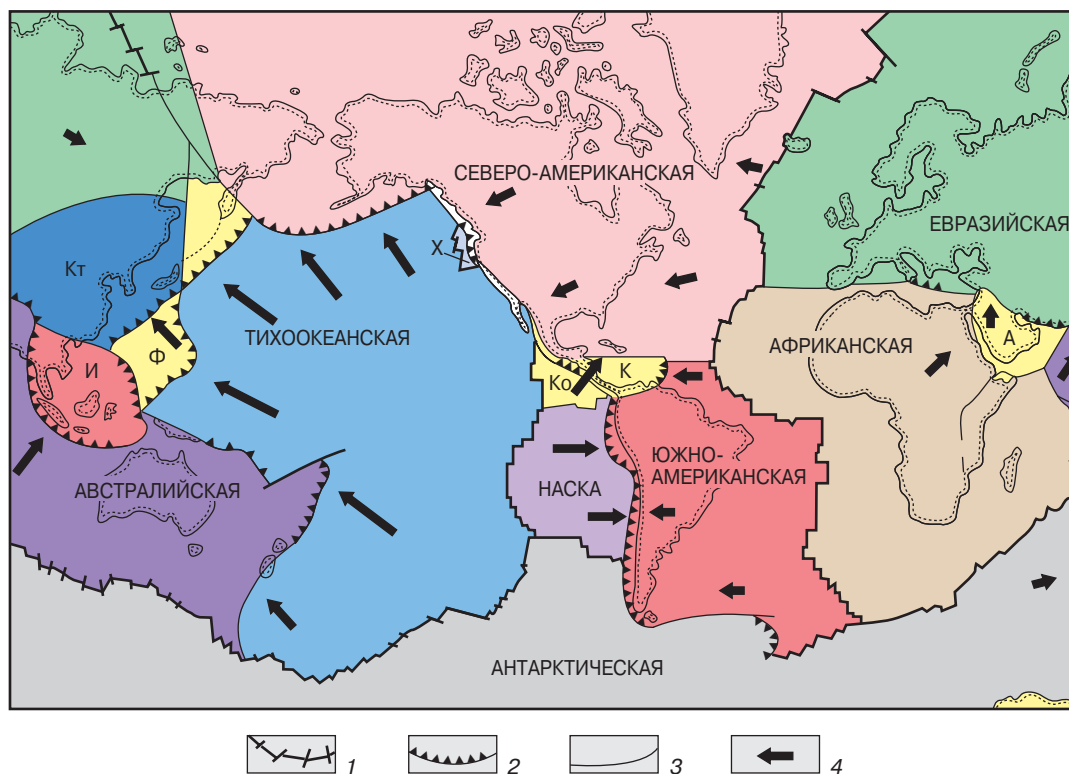 СЕВЕРО-АМЕРИКАНСКАЯ
ЕВРАЗИЙСКАЯ
Х
Кт
ТИХООКЕАНСКАЯ
Ф
И
Ко
К
АФРИКАНСКАЯ
А
ЮЖНО-
АМЕРИКАНСКАЯ
НАСКА
АВСТРАЛИЙСКАЯ
АНТАРКТИЧЕСКАЯ
1
2
3
4